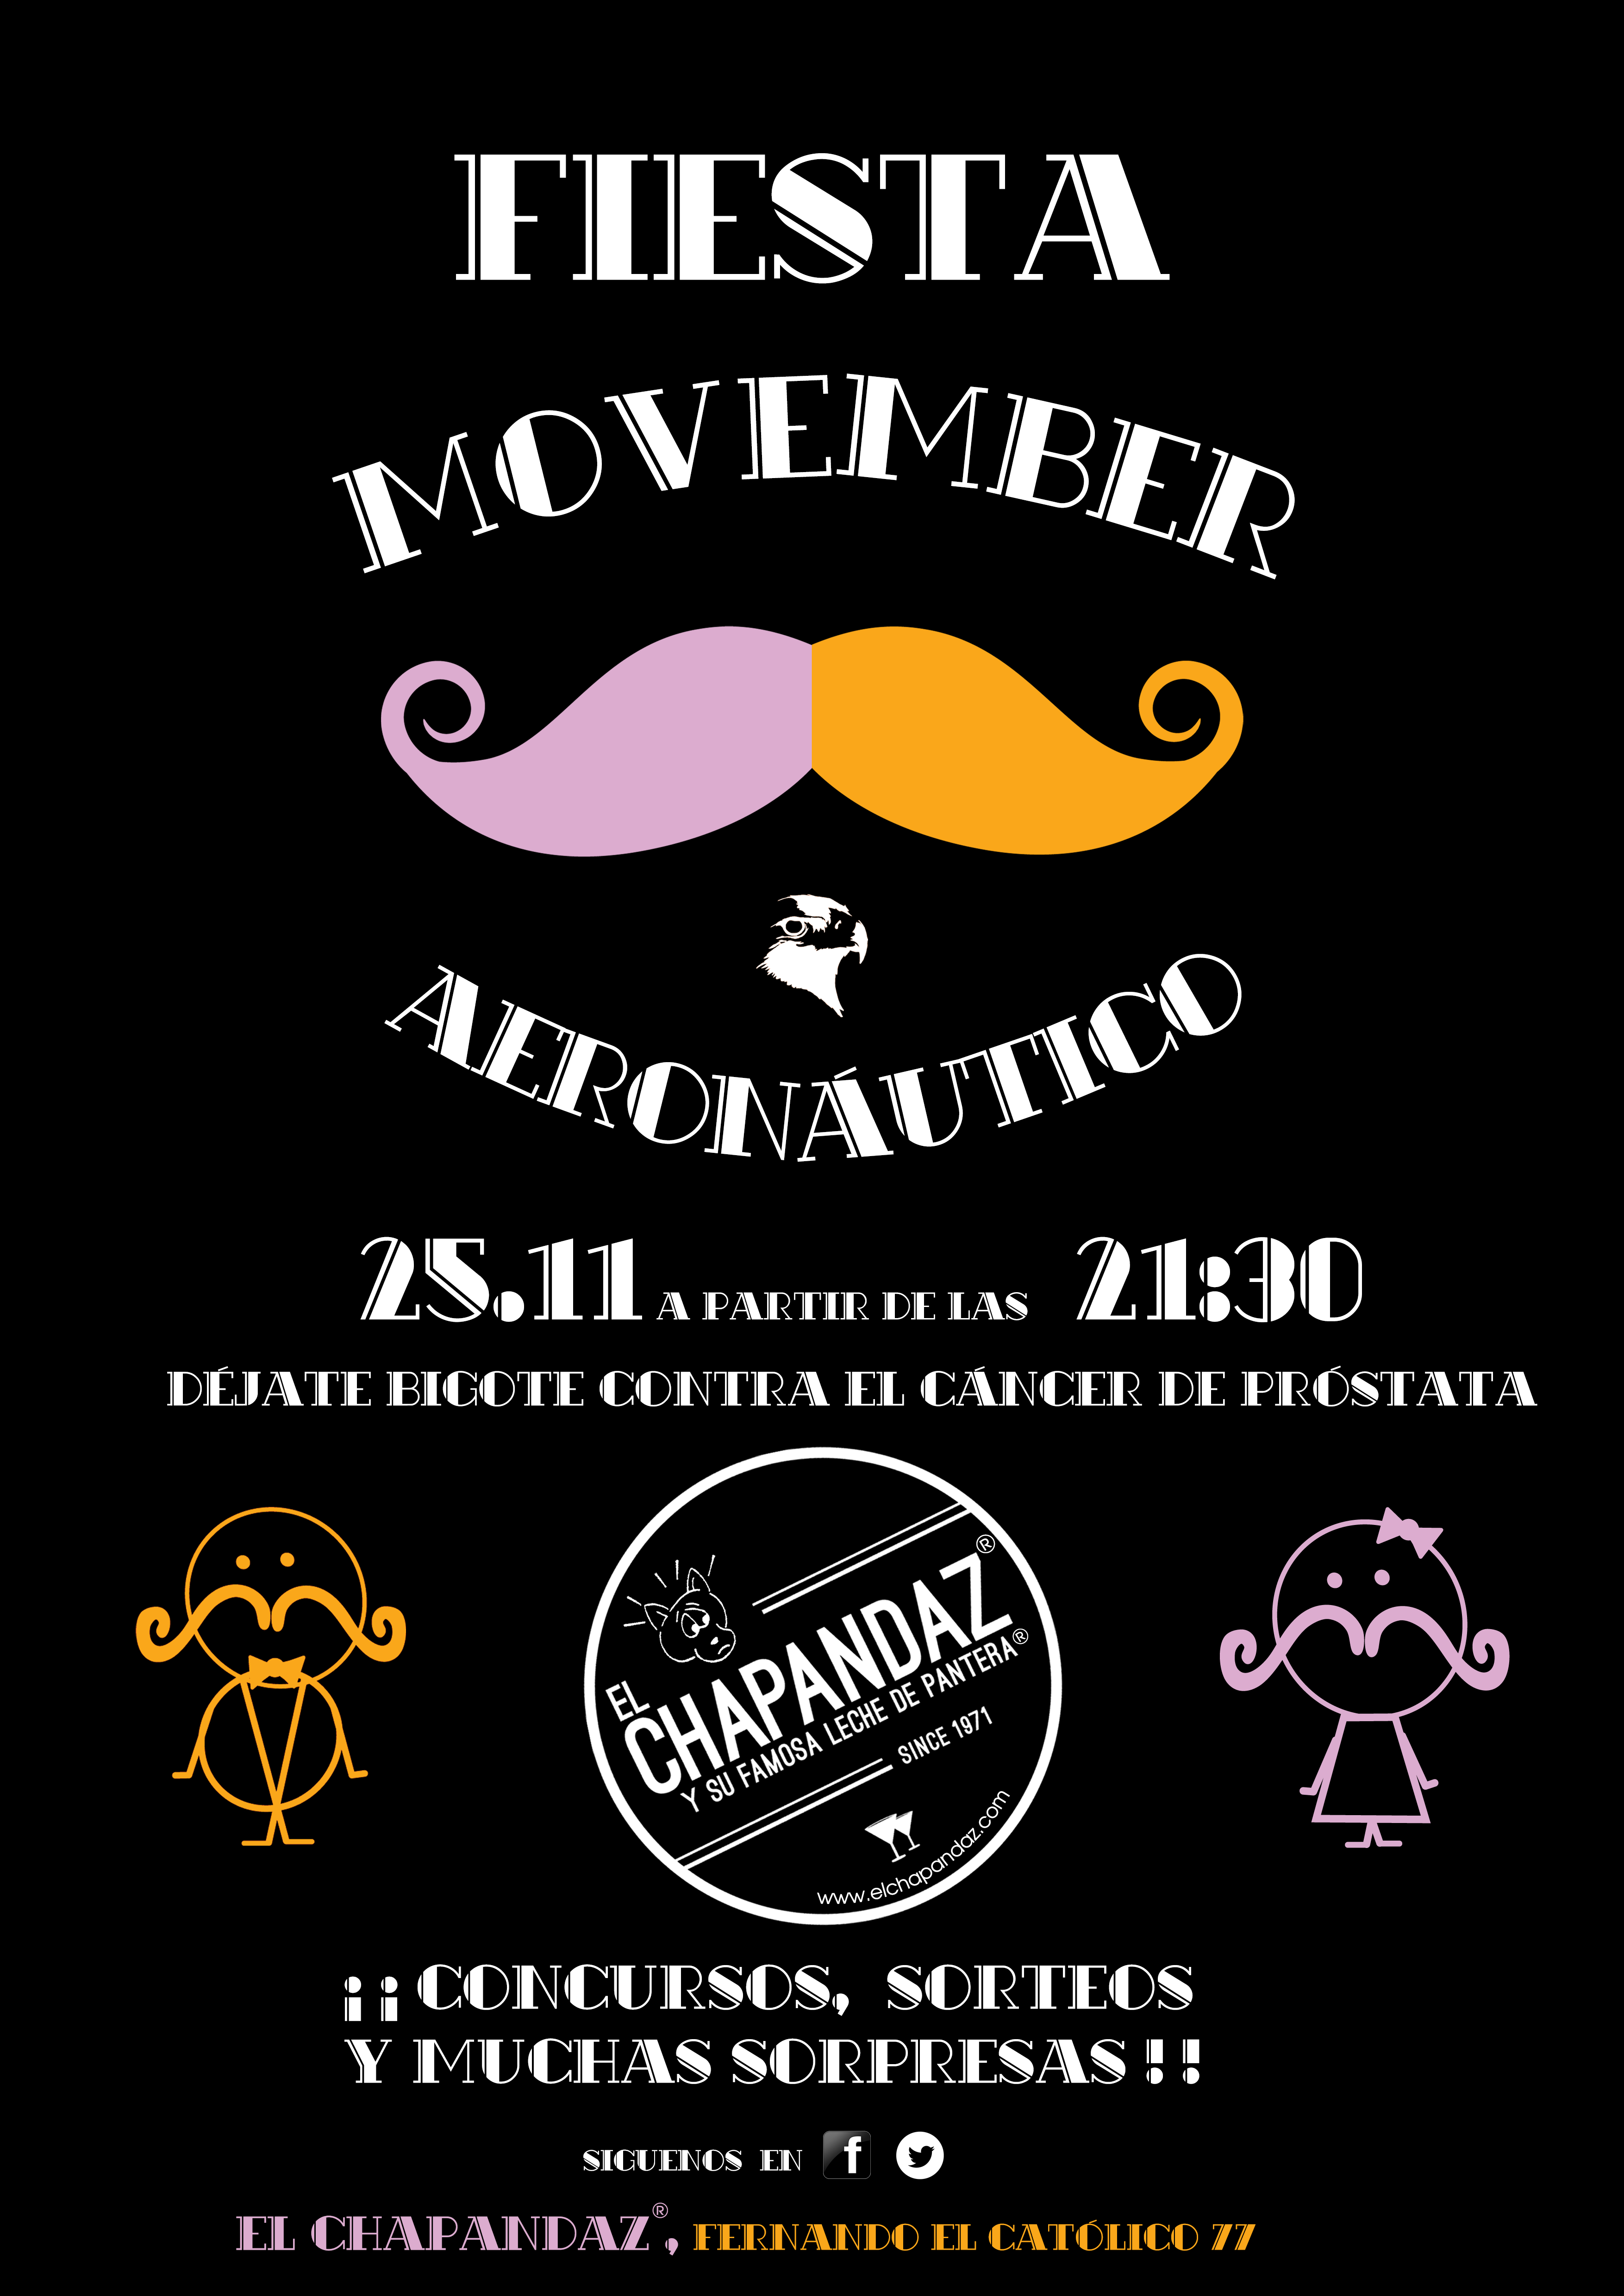 FIESTA
MOVEMBER
AERONÁUTICO
25.11 A PARTIR DE LAS 21:30
DÉJATE BIGOTE CONTRA EL CÁNCER DE PRÓSTATA
EL
CHAPANDAZ®
Y SU FAMOSA LECHE DE PANTERA®
SINCE 1971
www.elchapandaz.com
¡¡CONCURSOS, SORTEOS
Y MUCHAS SORPRESAS!!
SIGUENOS EN f
EL CHAPANDAZ®, FERNANDO EL CATÓLICO 77